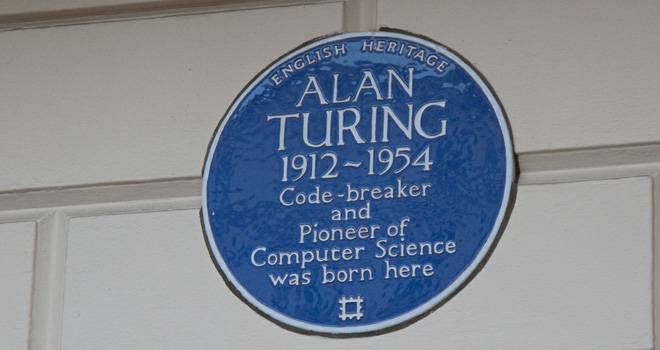 ENGLISH HERITAGE
ALAN
TURING
1912~1954
Code-breaker
and
Pioneer of
Computer Science
was born here